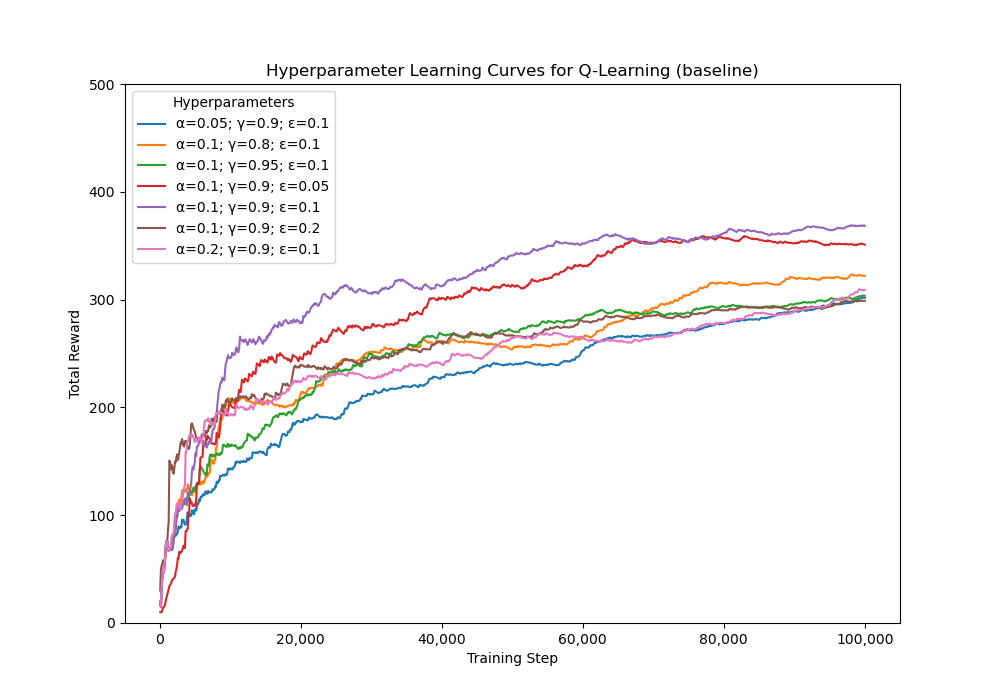 Hyperparameter Learning Curves for Q-Learning (baseline)
500
400
300
200
100
0
Total Reward
Hyperparameters
α=0.05; γ=0.9; ε=0.1
α=0.1; γ=0.8; ε=0.1
α=0.1; γ=0.95; ε=0.1
α=0.1; γ=0.9; ε=0.05
α=0.1; γ=0.9; ε=0.1
α=0.1; γ=0.9; ε=0.2
α=0.2; γ=0.9; ε=0.1
0 20,000 40,000 60,000 80,000 100,000
Training Step